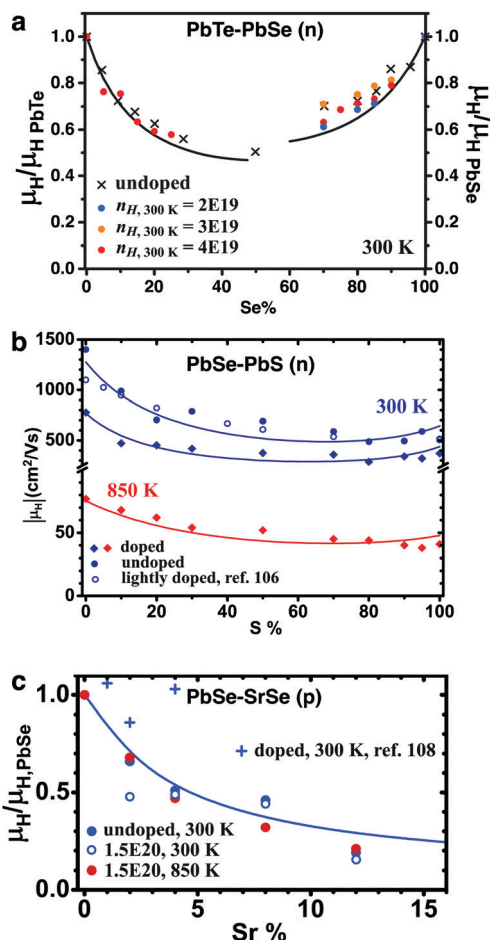 a
PbTe-PbSe (n)
1.0
0.8
0.6
0.4
0.2
0.0
μH/μH PbTe
1.0
0.8
0.6
0.4
0.2
0.0
μH/μH PbSe
× undoped
nH, 300 K = 2E19
nH, 300 K = 3E19
nH, 300 K = 4E19
300 K
0 20 40 60 80 100
Se%
b
PbSe-PbS (n)
1500
1000
500
50
0
|μH|(cm²/Vs)
300 K
850 K
doped
undoped
lightly doped, ref. 106
0 20 40 60 80 100
S %
c
PbSe-SrSe (p)
1.0
0.5
0.0
μH/μH,PbSe
+ doped, 300 K, ref. 108
undoped, 300 K
1.5E20, 300 K
1.5E20, 850 K
0 5 10 15
Sr %